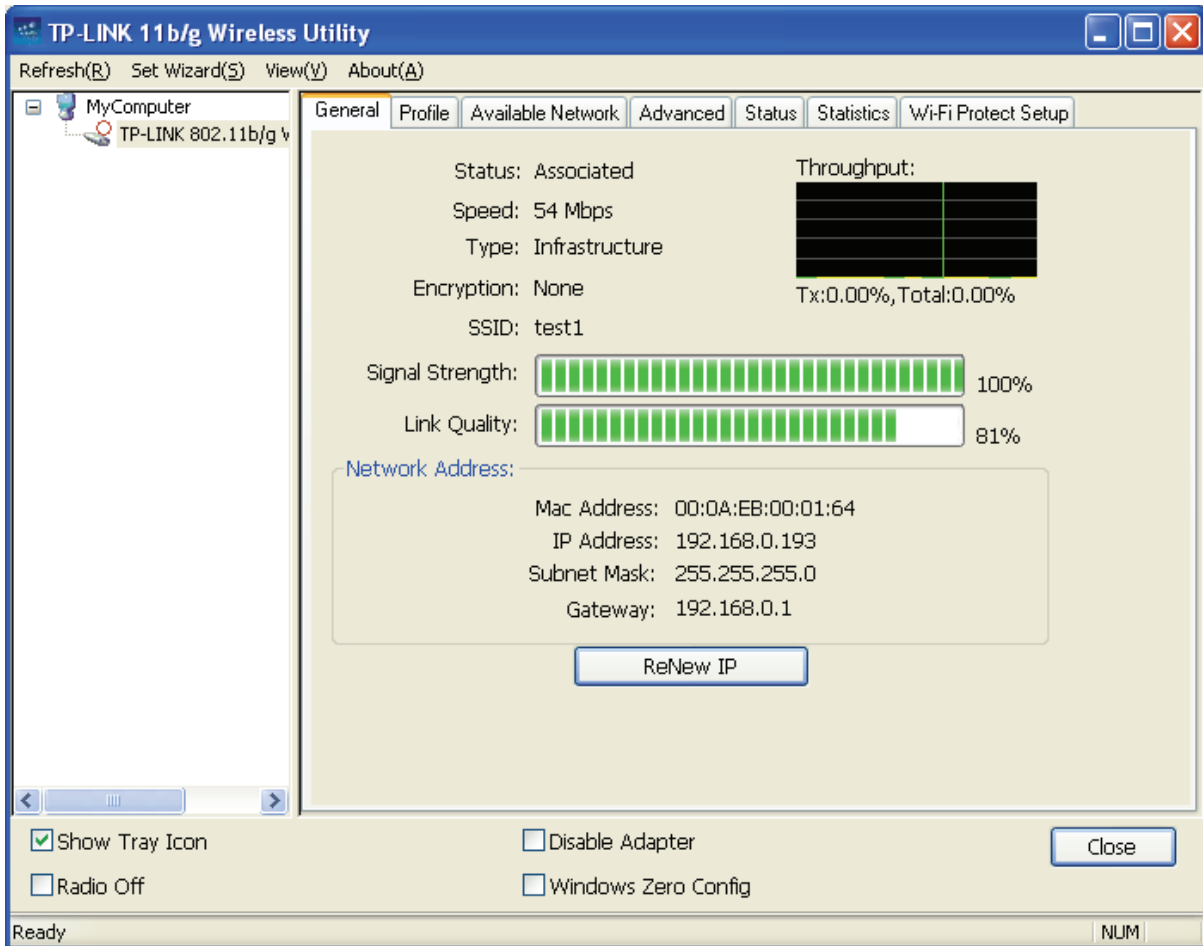 TP-LINK 11b/g Wireless Utility
Refresh(R) Set Wizard(S) View(V) About(A)
MyComputer
TP-LINK 802.11b/g
General Profile Available Network Advanced Status Statistics Wi-Fi Protect Setup
Status: Associated
Speed: 54 Mbps
Type: Infrastructure
Encryption: None
SSID: test1
Throughput:
Tx:0.00%,Total:0.00%
Signal Strength: 100%
Link Quality: 81%
Network Address:
Mac Address: 00:0A:EB:00:01:64
IP Address: 192.168.0.193
Subnet Mask: 255.255.255.0
Gateway: 192.168.0.1
ReNew IP
Show Tray Icon
Disable Adapter
Close
Radio Off
Windows Zero Config
Ready
NUM